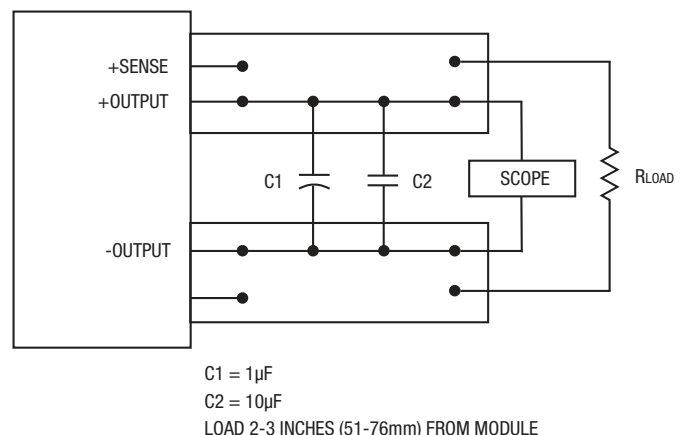 +SENSE
+OUTPUT
C1
C2
SCOPE
RLOAD
-OUTPUT
C1 = 1µF
C2 = 10µF
LOAD 2-3 INCHES (51-76mm) FROM MODULE